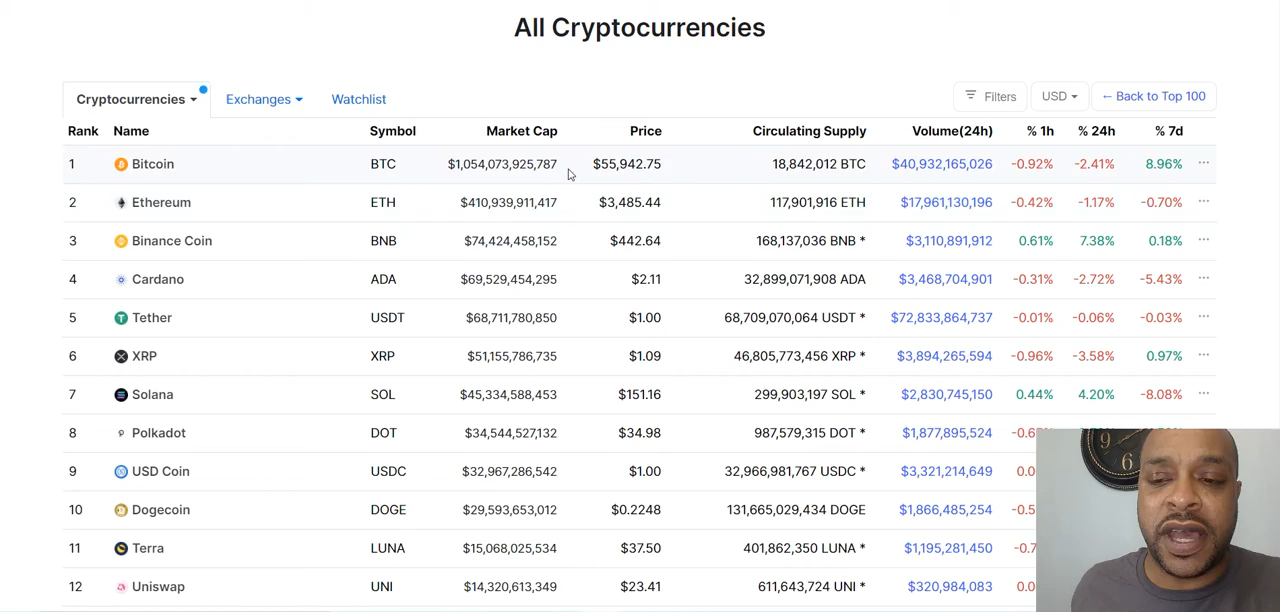 All Cryptocurrencies
Cryptocurrencies Exchanges Watchlist Filters USD ← Back to Top 100
Rank Name Symbol Market Cap Price Circulating Supply Volume(24h) % 1h % 24h % 7d
1 Bitcoin BTC $1,054,073,925,787 $55,942.75 18,842,012 BTC $40,932,165,026 -0.92% -2.41% 8.96%
2 Ethereum ETH $410,939,911,417 $3,485.44 117,901,916 ETH $17,961,130,196 -0.42% -1.17% -0.70%
3 Binance Coin BNB $74,424,458,152 $442.64 168,137,036 BNB * $3,110,891,912 0.61% 7.38% 0.18%
4 Cardano ADA $69,529,454,295 $2.11 32,899,071,908 ADA $3,468,704,901 -0.31% -2.72% -5.43%
5 Tether USDT $68,711,780,850 $1.00 68,709,070,064 USDT * $72,833,864,737 -0.01% -0.06% -0.03%
6 XRP XRP $51,155,786,735 $1.09 46,805,773,456 XRP * $3,894,265,594 -0.96% -3.58% 0.97%
7 Solana SOL $45,334,588,453 $151.16 299,903,197 SOL * $2,830,745,150 0.44% 4.20% -8.08%
8 Polkadot DOT $34,544,527,132 $34.98 987,579,315 DOT * $1,877,895,524
9 USD Coin USDC $32,967,286,542 $1.00 32,966,981,767 USDC * $3,321,214,649
10 Dogecoin DOGE $29,593,653,012 $0.2248 131,665,029,434 DOGE $1,866,485,254
11 Terra LUNA $15,068,025,534 $37.50 401,862,350 LUNA * $1,195,281,450
12 Uniswap UNI $14,320,613,349 $23.41 611,643,724 UNI * $320,984,083
9
6